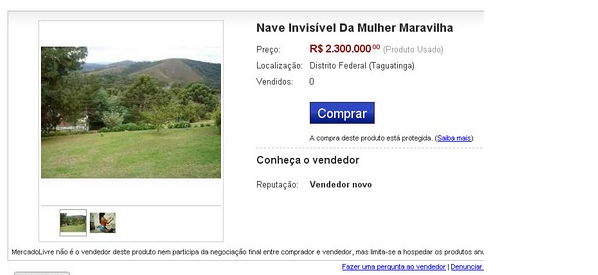 Nave Invisível Da Mulher Maravilha
Preço: R$ 2.300.000 00 (Produto Usado)
Localização: Distrito Federal (Taguatinga)
Vendidos: 0
Comprar
A compra deste produto está protegida. (Saiba mais)
Conheça o vendedor
Reputação: Vendedor novo
MercadoLivre não é o vendedor deste produto nem participa da negociação final entre comprador e vendedor, mas limita-se a hospedar os produtos anu
Fazer uma pergunta ao vendedor | Denunciar